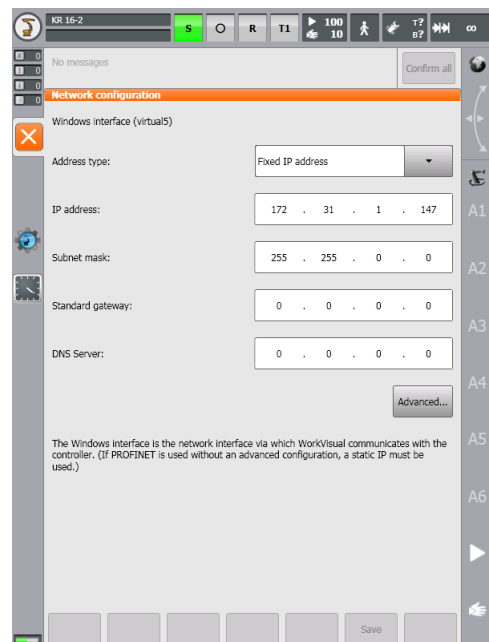 KR 16-2
S O R T1 100 10 T? B? ∞
0
0
0
0
No messages
Confirm all
Network configuration
Windows interface (virtual5)
Address type: Fixed IP address
IP address: 172 . 31 . 1 . 147
Subnet mask: 255 . 255 . 0 . 0
Standard gateway: 0 . 0 . 0 . 0
DNS Server: 0 . 0 . 0 . 0
Advanced...
The Windows interface is the network interface via which WorkVisual communicates with the
controller. (If PROFINET is used without an advanced configuration, a static IP must be
used.)
Save
A1
A2
A3
A4
A5
A6